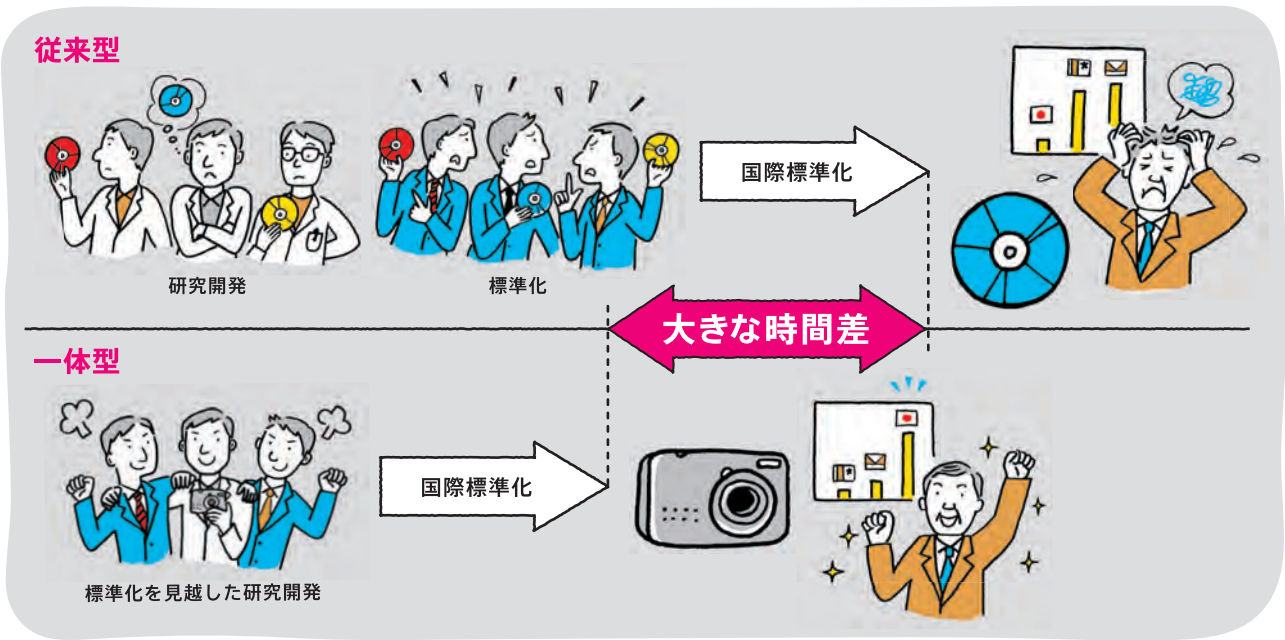 従来型
研究開発
標準化
国際標準化
大きな時間差
一体型
標準化を見越した研究開発
国際標準化